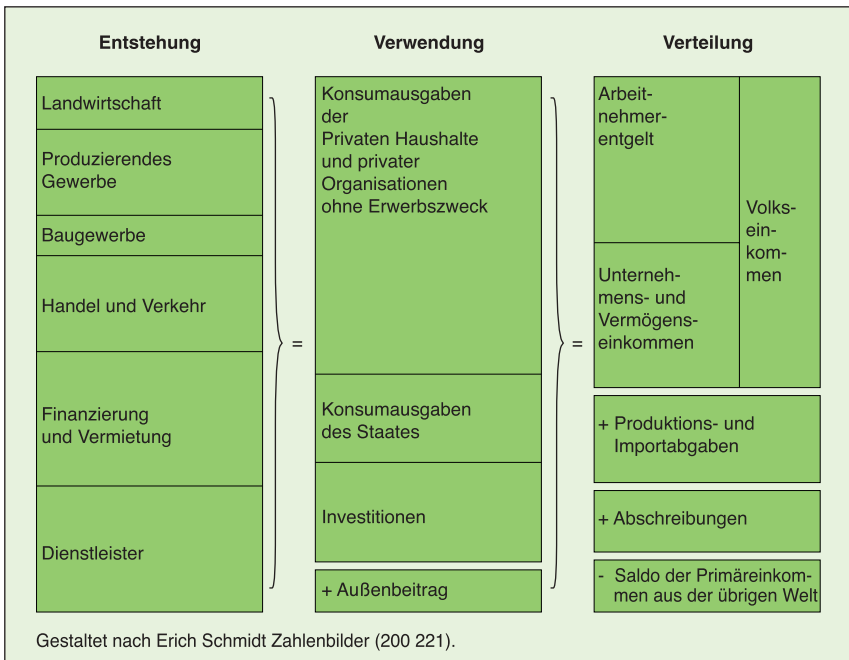 Entstehung
Landwirtschaft
Produzierendes
Gewerbe
Baugewerbe
Handel und Verkehr
Finanzierung
und Vermietung
Dienstleister
=
Verwendung
Konsumausgaben
der
Privaten Haushalte
und privater
Organisationen
ohne Erwerbszweck
Konsumausgaben
des Staates
Investitionen
+ Außenbeitrag
=
Verteilung
Arbeit-
nehmer-
entgelt
Unterneh-
mens- und
Vermögens-
einkommen
Volks-
ein-
kom-
men
+ Produktions- und
Importabgaben
+ Abschreibungen
- Saldo der Primäreinkom-
men aus der übrigen Welt
Gestaltet nach Erich Schmidt Zahlenbilder (200 221).